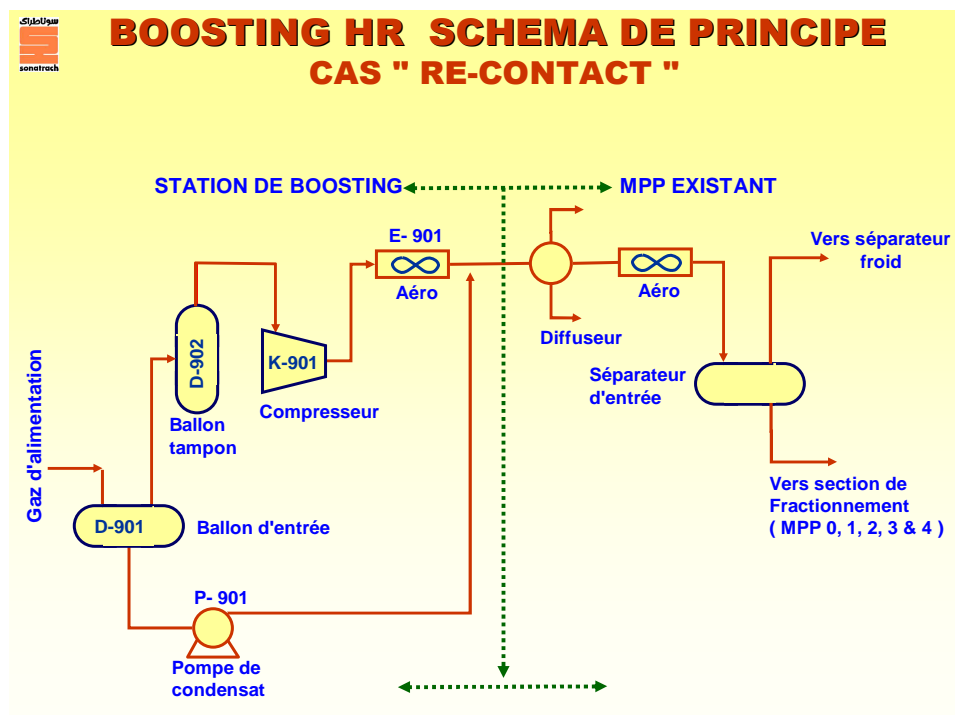 سوناطراك
sonatrach
BOOSTING HR SCHEMA DE PRINCIPE
CAS " RE-CONTACT "
STATION DE BOOSTING
MPP EXISTANT
E- 901
Aéro
Vers séparateur
froid
Aéro
Diffuseur
D-902
K-901
Compresseur
Ballon
tampon
Séparateur
d'entrée
Gaz d'alimentation
D-901
Ballon d'entrée
Vers section de
Fractionnement
( MPP 0, 1, 2, 3 & 4 )
P- 901
Pompe de
condensat